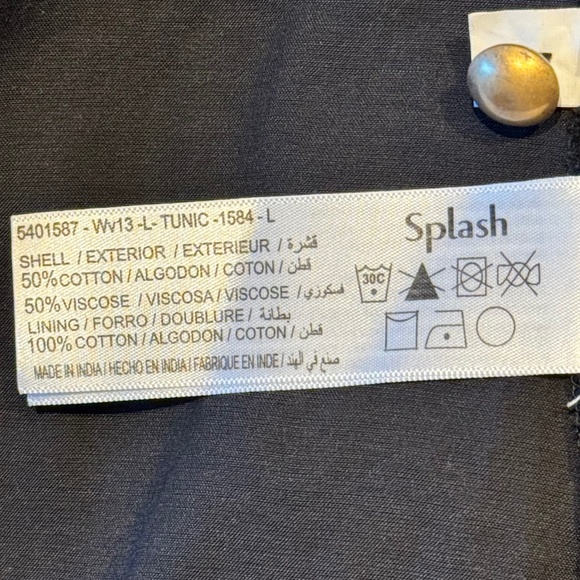 5401587 - Wv13 -L- TUNIC -1584 - L
Splash
SHELL / EXTERIOR / EXTERIEUR / قشرة
50% COTTON / ALGODON / COTON / قطن
50% VISCOSE / VISCOSA / VISCOSE / فسكوزي
LINING / FORRO / DOUBLURE / بطانة
100% COTTON / ALGODON / COTON / قطن
MADE IN INDIA / HECHO EN INDIA / FABRIQUE EN INDE / صنع في الهند
30C